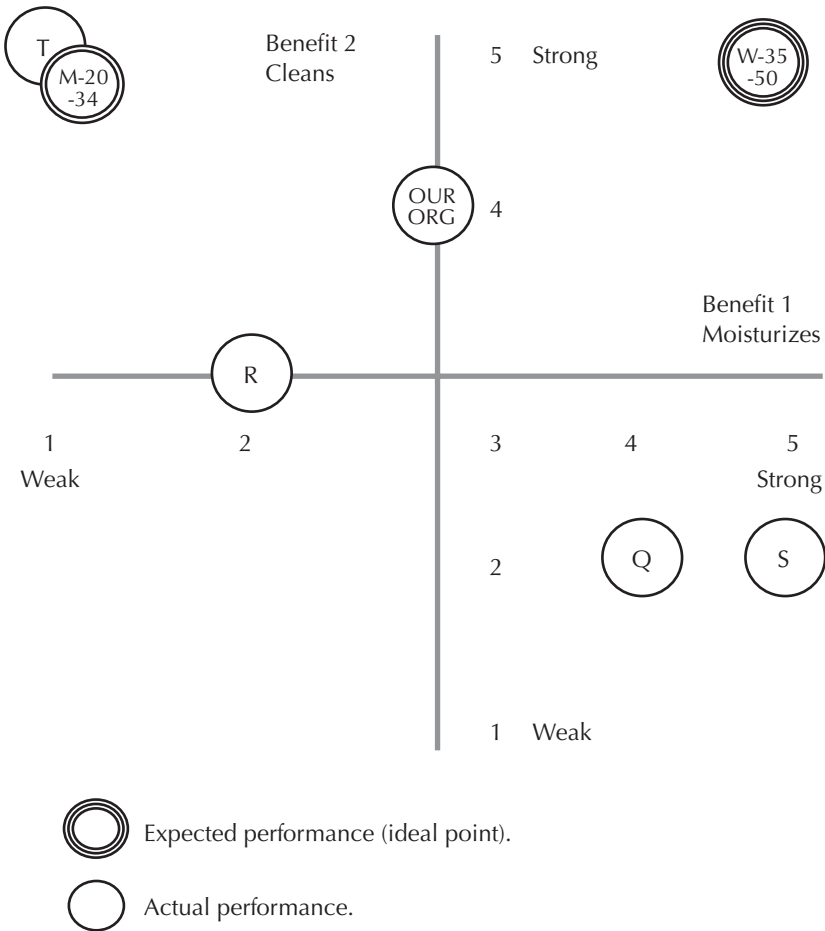 T
M-20
-34
Benefit 2
Cleans
5 Strong
W-35
-50
OUR
ORG
4
Benefit 1
Moisturizes
R
1
Weak
2
3
4
5
Strong
2
Q
S
1 Weak
Expected performance (ideal point).
Actual performance.